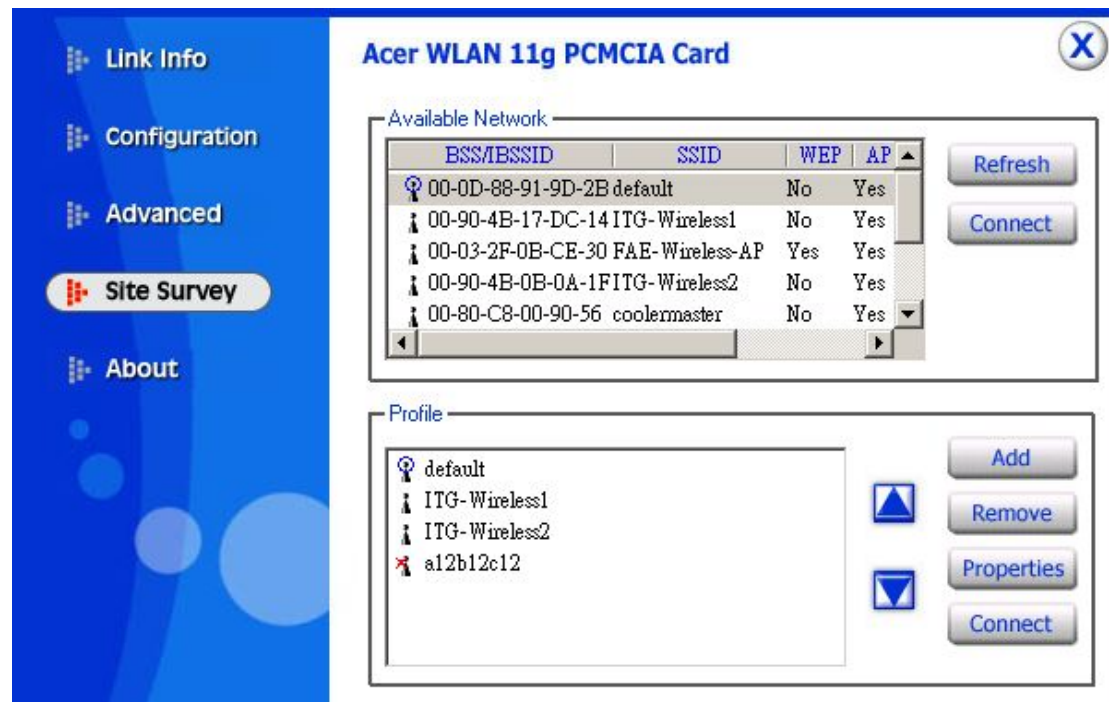 Link Info
Configuration
Advanced
Site Survey
About
Acer WLAN 11g PCMCIA Card
X
Available Network
BSS/IBSSID SSID WEP AP
00-0D-88-91-9D-2B default No Yes
00-90-4B-17-DC-14 ITG-Wireless1 No Yes
00-03-2F-0B-CE-30 FAE-Wireless-AP Yes Yes
00-90-4B-0B-0A-1F ITG-Wireless2 No Yes
00-80-C8-00-90-56 coolermaster No Yes
Refresh
Connect
Profile
default
ITG-Wireless1
ITG-Wireless2
a12b12c12
Add
Remove
Properties
Connect